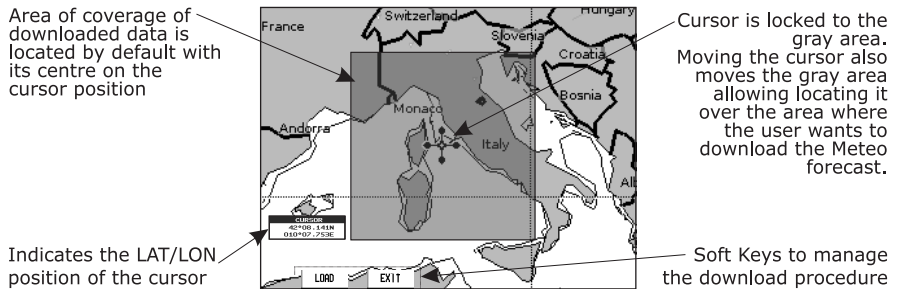 Area of coverage of
downloaded data is
located by default with
its centre on the
cursor position
Indicates the LAT/LON
position of the cursor
France
Switzerland
Hungary
Slovenia
Croatia
Bosnia
Monaco
Andorra
Italy
Al
CURSOR
42°08.141N
010°07.753E
LOAD
EXIT
Cursor is locked to the
gray area.
Moving the cursor also
moves the gray area
allowing locating it
over the area where
the user wants to
download the Meteo
forecast.
Soft Keys to manage
the download procedure